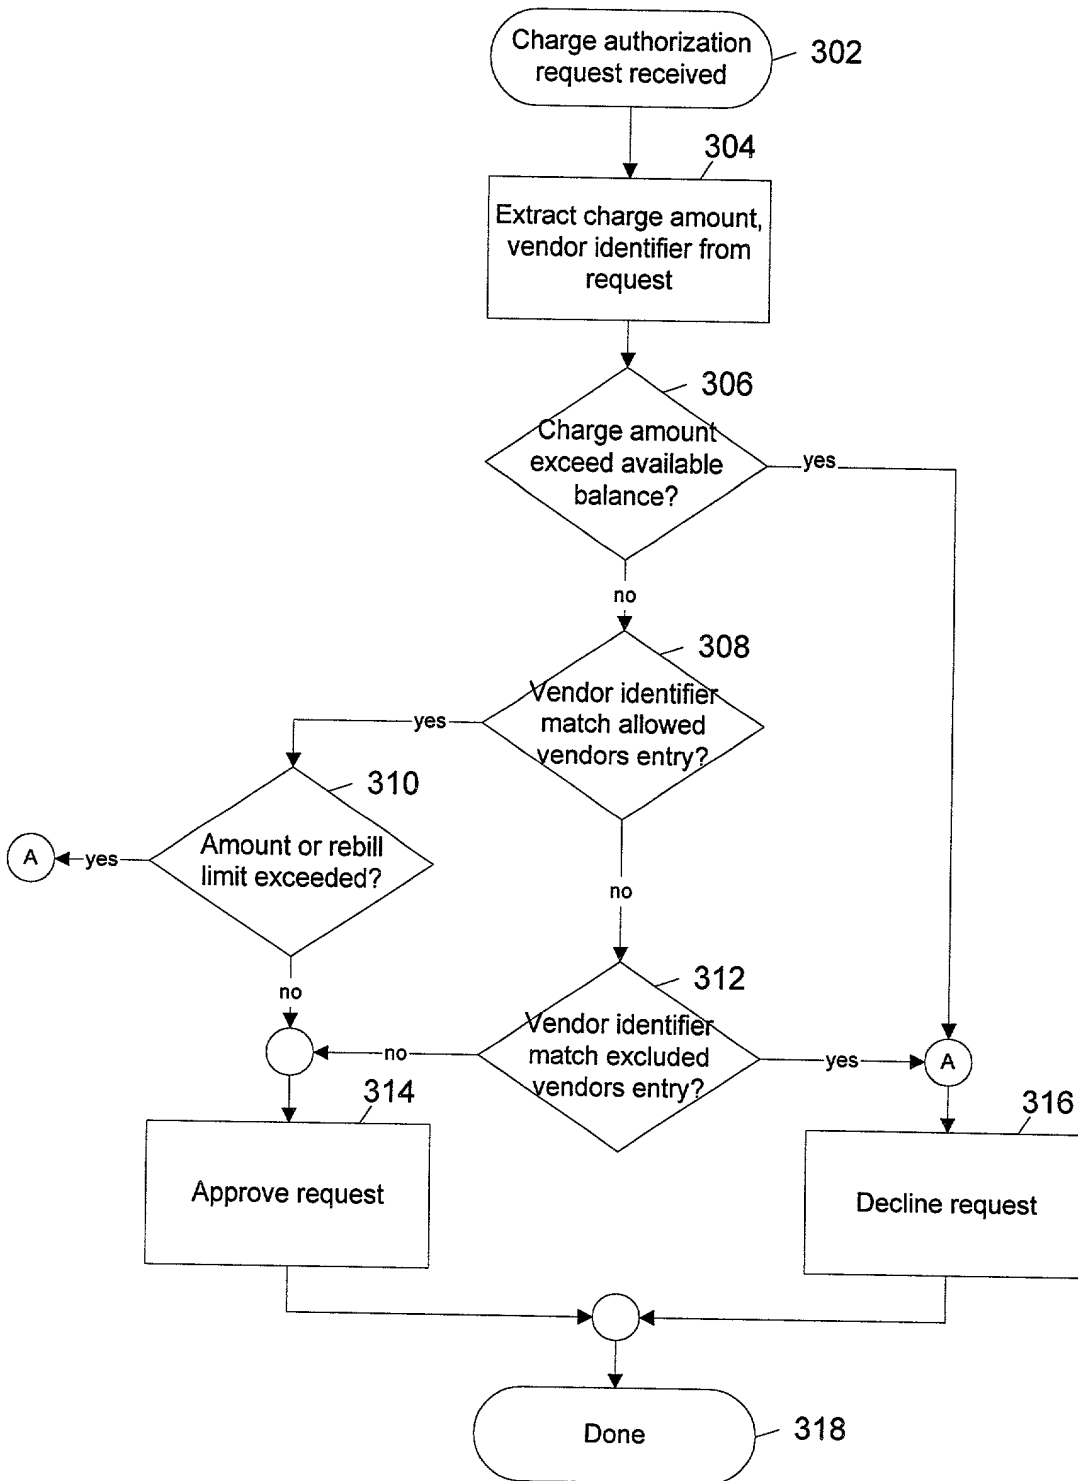 Charge authorization
request received
302
304
Extract charge amount,
vendor identifier from
request
306
Charge amount
exceed available
balance?
yes
no
308
Vendor identifier
match allowed
vendors entry?
yes
310
Amount or rebill
limit exceeded?
yes
A
no
no
312
Vendor identifier
match excluded
vendors entry?
no
yes
A
314
Approve request
316
Decline request
Done
318